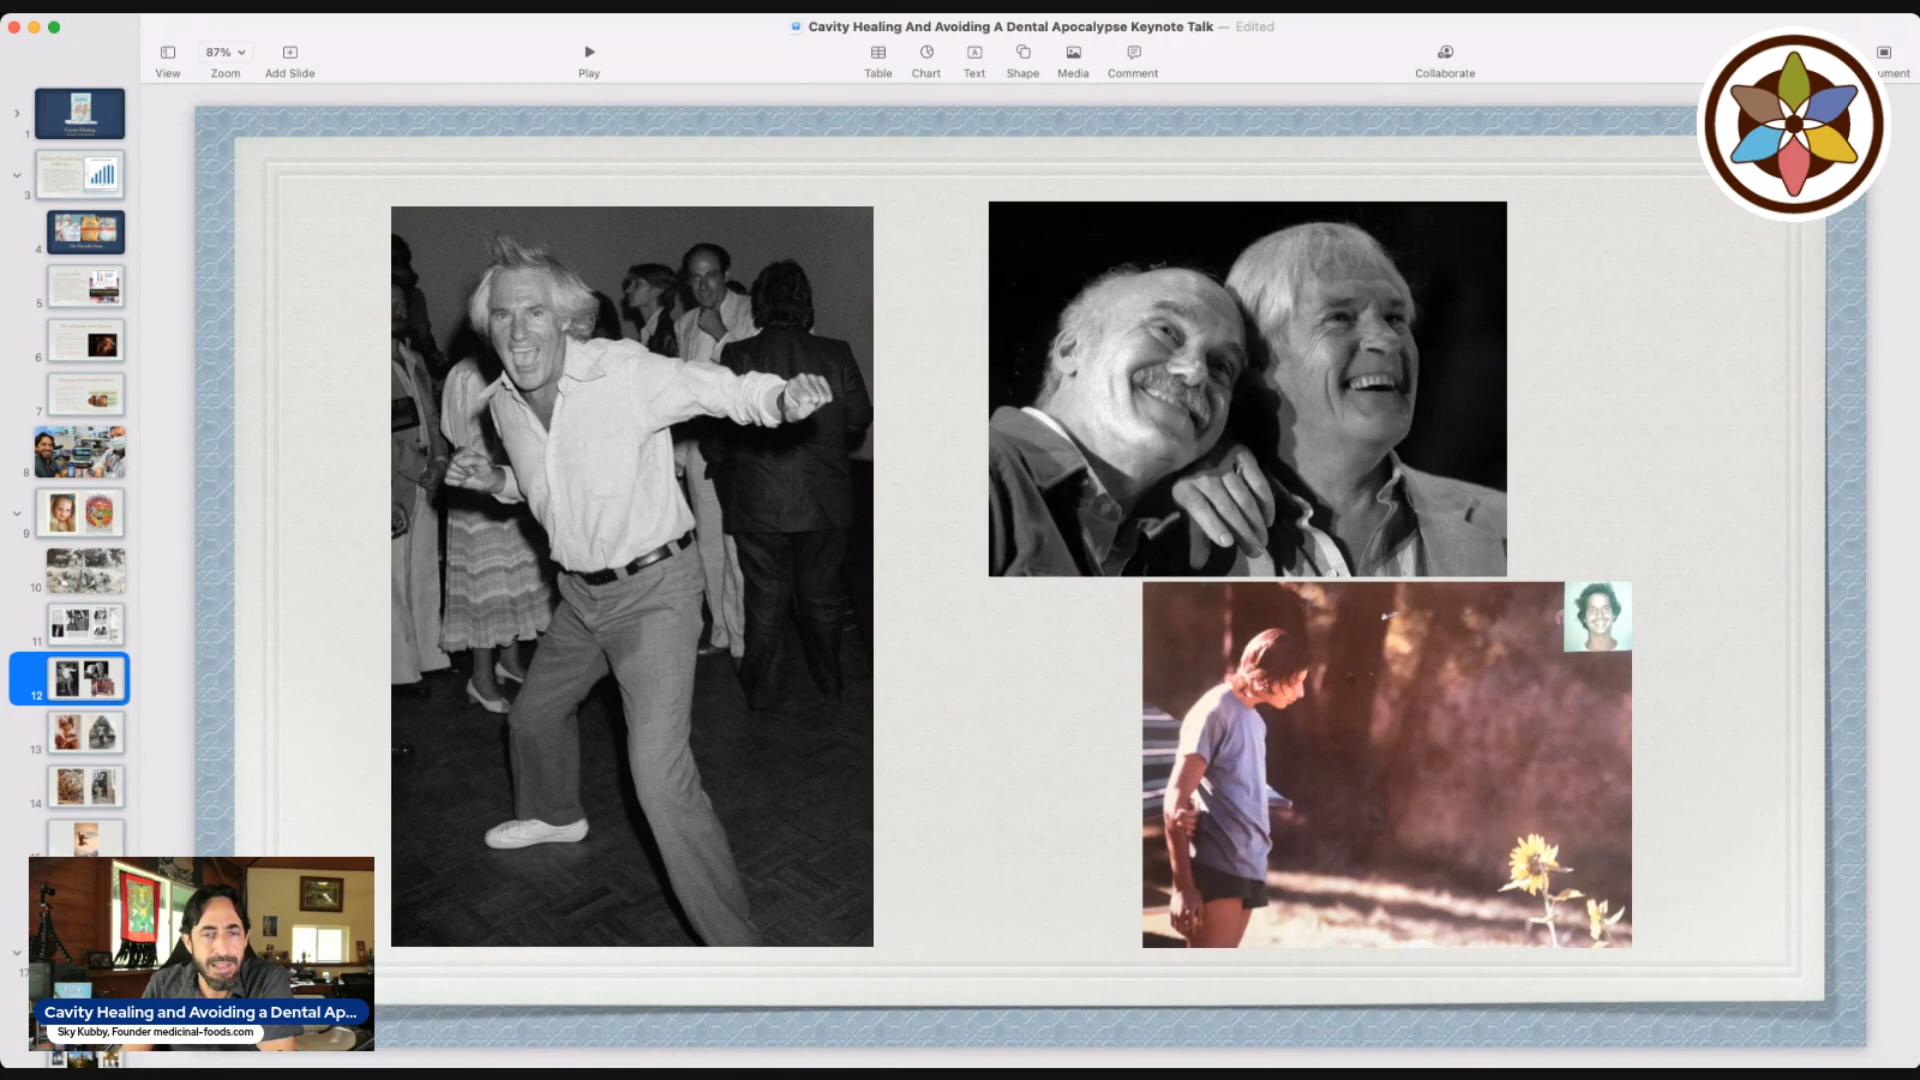 Cavity Healing And Avoiding A Dental Apocalypse Keynote Talk — Edited
87%
View
Zoom
Add Slide
Play
Table
Chart
Text
Shape
Media
Comment
Collaborate
ument
1
3
4
5
6
7
8
9
10
11
12
13
14
17
Cavity Healing and Avoiding a Dental Ap...
Sky Kubby, Founder medicinal-foods.com